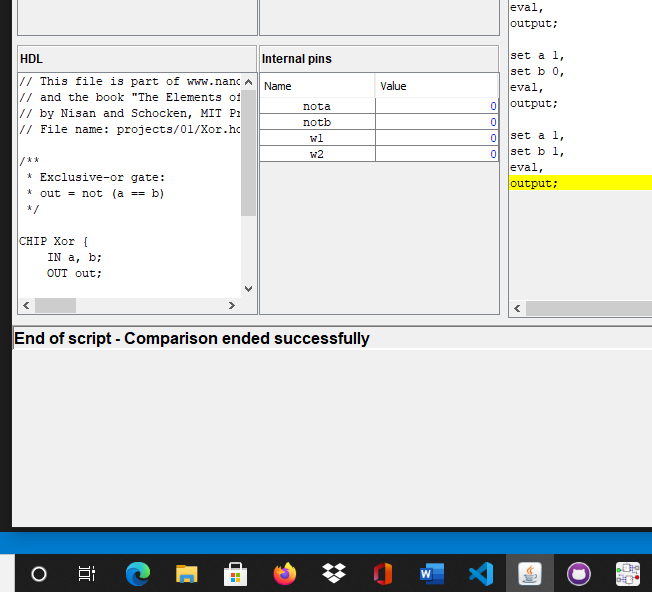 HDL
// This file is part of www.nand
// and the book "The Elements of
// by Nisan and Schocken, MIT Pr
// File name: projects/01/Xor.hd
/**
* Exclusive-or gate:
* out = not (a == b)
*/
CHIP Xor {
IN a, b;
OUT out;
Internal pins
Name Value
nota 0
notb 0
w1 0
w2 0
eval,
output;
set a 1,
set b 0,
eval,
output;
set a 1,
set b 1,
eval,
output;
End of script - Comparison ended successfully
W